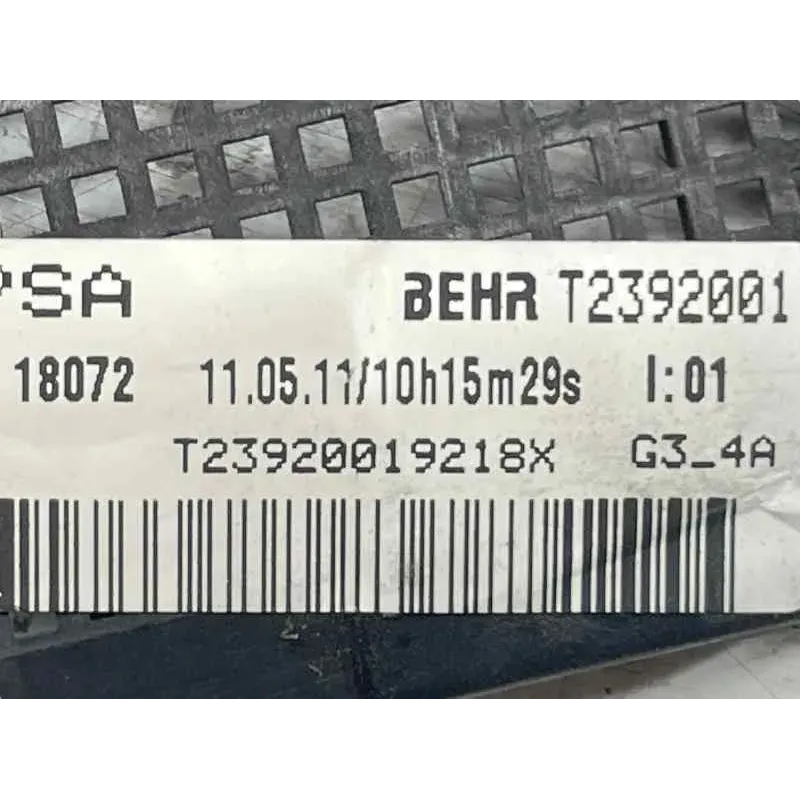 PSA BEHR T2392001
18072 11.05.11/10h15m29s I:01
T23920019218X G3_4A